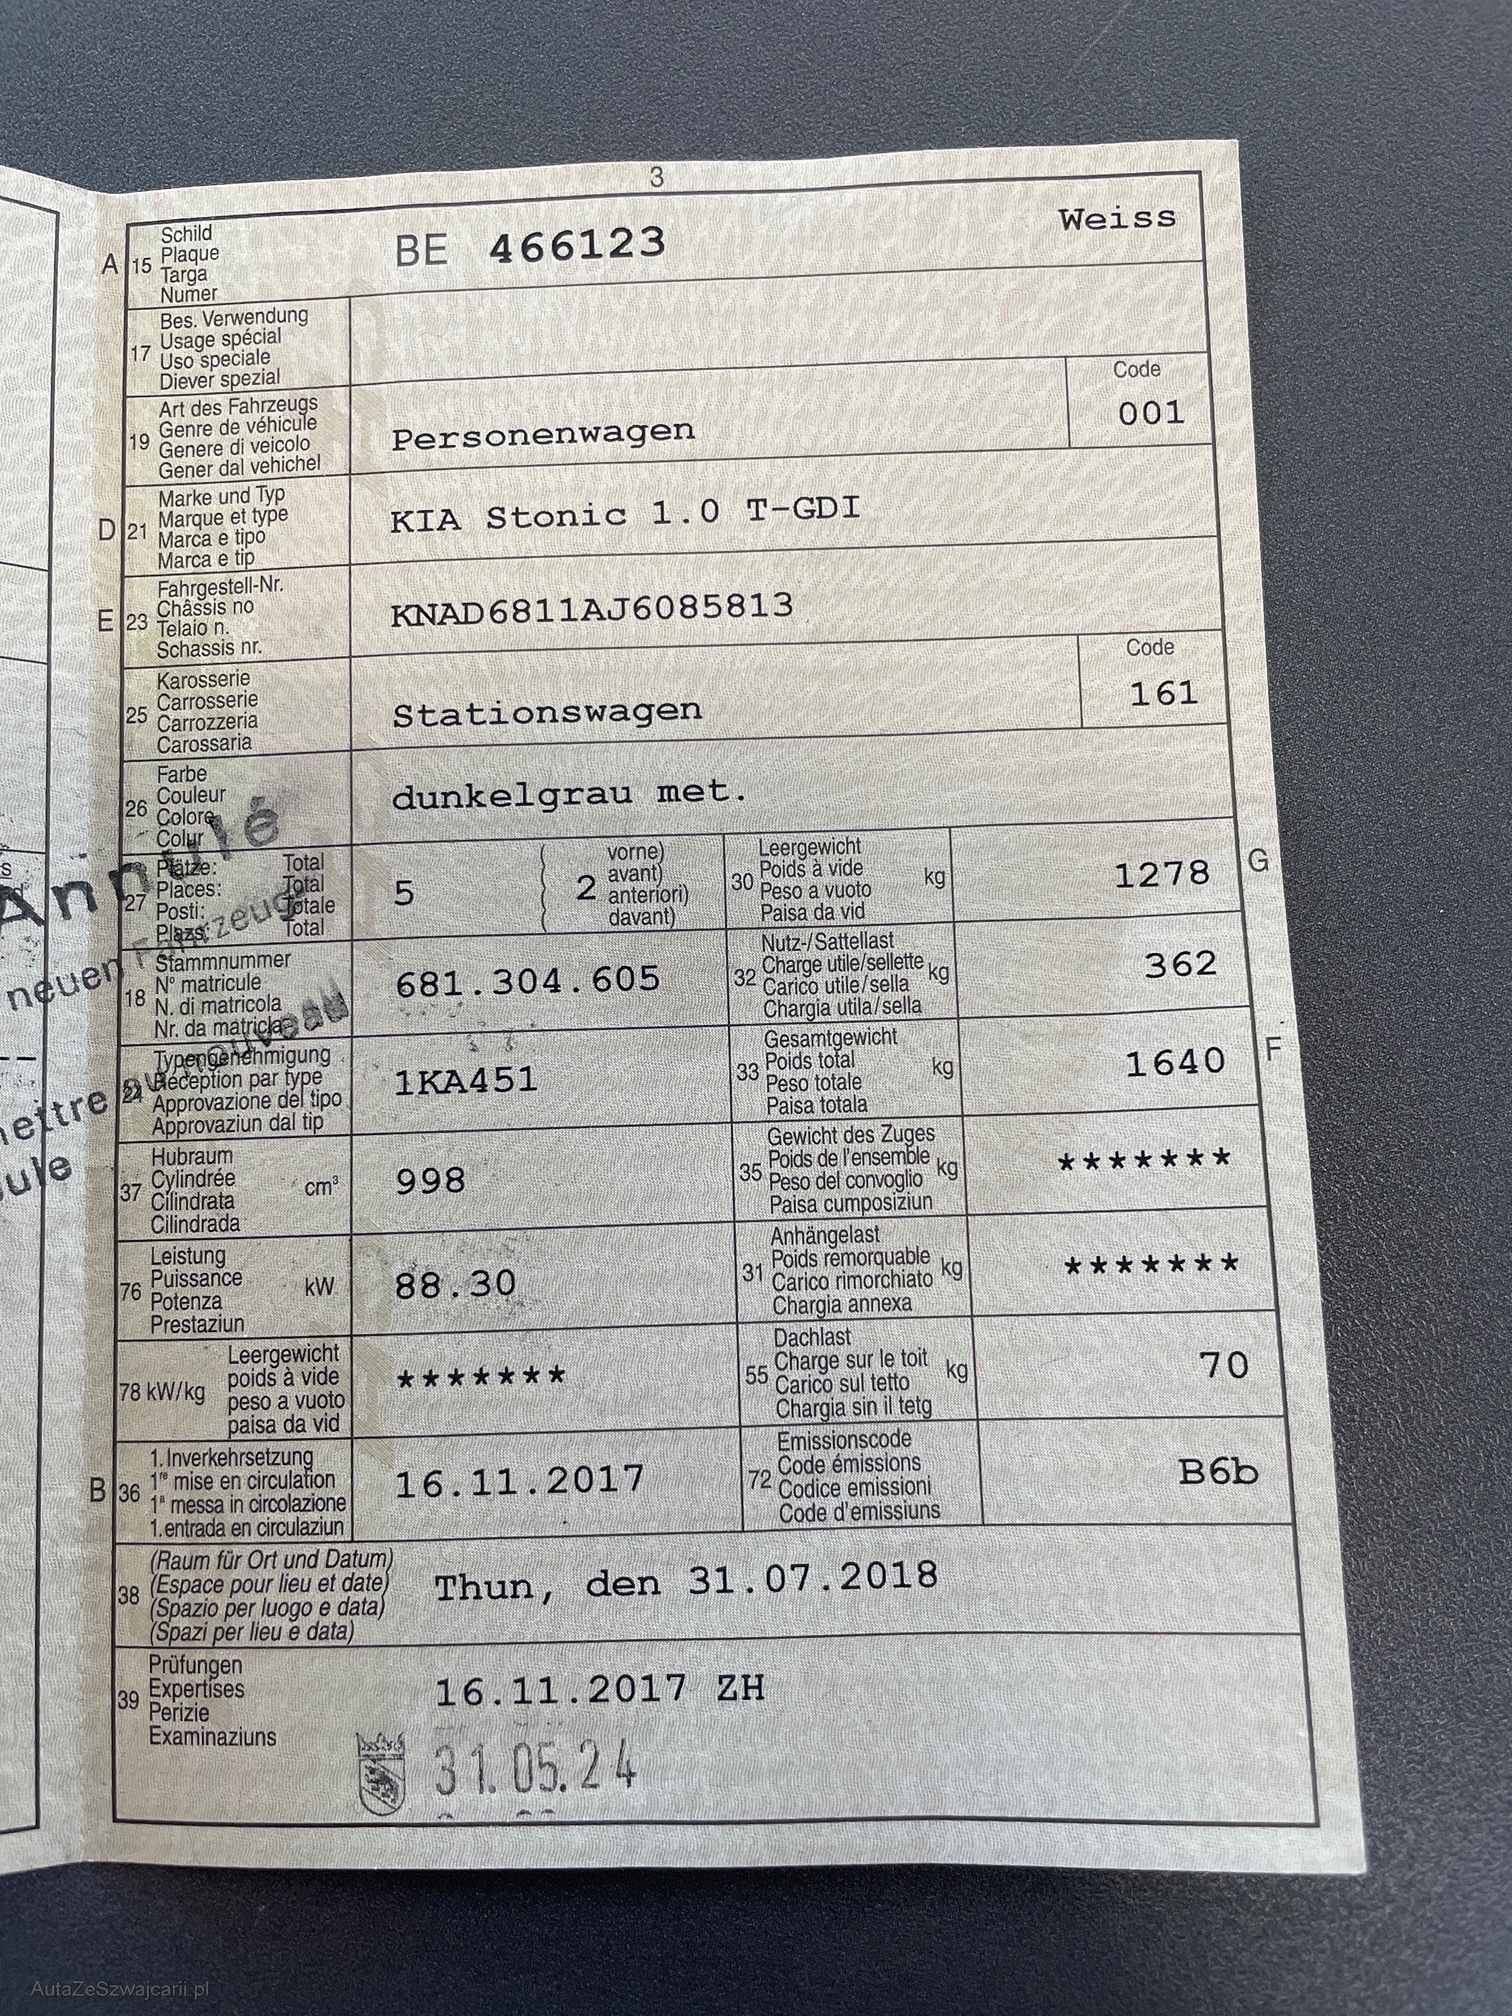 3
A 15 Schild
Plaque
Targa
Numer
BE 466123 Weiss
17 Bes. Verwendung
Usage spécial
Uso speciale
Diever spezial
19 Art des Fahrzeugs
Genre de véhicule
Genere di veicolo
Gener dal vehichel
Personenwagen
Code
001
D 21 Marke und Typ
Marque et type
Marca e tipo
Marca e tip
KIA Stonic 1.0 T-GDI
E 23 Fahrgestell-Nr.
Châssis no
Telaio n.
Schassis nr.
KNAD6811AJ6085813
25 Karosserie
Carrosserie
Carrozzeria
Carossaria
Stationswagen
Code
161
26 Farbe
Couleur
Colore
Colur
dunkelgrau met.
Annulé
27 Plätze: Total
Places: Total
Posti: Totale
Plazs: Total
5
2 vorne)
avant)
anteriori)
davant)
30 Leergewicht
Poids à vide
Peso a vuoto
Paisa da vid
kg
1278
G
neuen Fahrzeug
18 Stammnummer
N° matricule
N. di matricola
Nr. da matricla
681.304.605
32 Nutz-/Sattellast
Charge utile/sellette
Carico utile/sella
Chargia utila/sella
kg
362
au nouveau
24 Typengenehmigung
Réception par type
Approvazione del tipo
Approvaziun dal tip
1KA451
33 Gesamtgewicht
Poids total
Peso totale
Paisa totala
kg
1640
F
37 Hubraum
Cylindrée
Cilindrata
Cilindrada
cm³
998
35 Gewicht des Zuges
Poids de l'ensemble
Peso del convoglio
Paisa cumposiziun
kg
*******
76 Leistung
Puissance
Potenza
Prestaziun
kW
88.30
31 Anhängelast
Poids remorquable
Carico rimorchiato
Chargia annexa
kg
*******
78 kW/kg
Leergewicht
poids à vide
peso a vuoto
paisa da vid
*******
55 Dachlast
Charge sur le toit
Carico sul tetto
Chargia sin il tetg
kg
70
B 36 1. Inverkehrsetzung
1re mise en circulation
1a messa in circolazione
1. entrada en circulaziun
16.11.2017
72 Emissionscode
Code émissions
Codice emissioni
Code d'emissiuns
B6b
38 (Raum für Ort und Datum)
(Espace pour lieu et date)
(Spazio per luogo e data)
(Spazi per lieu e data)
Thun, den 31.07.2018
39 Prüfungen
Expertises
Perizie
Examinaziuns
16.11.2017 ZH
31.05.24
AutaZeSzwajcarii.pl